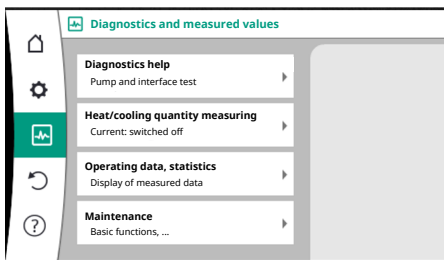 Diagnostics and measured values
Diagnostics help
Pump and interface test
Heat/cooling quantity measuring
Current: switched off
Operating data, statistics
Display of measured data
Maintenance
Basic functions, ...
?